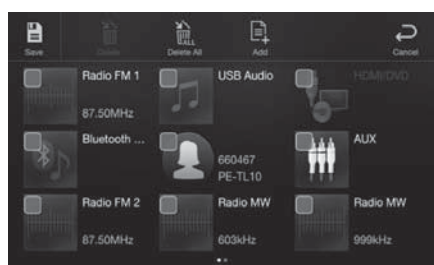 Save
Delete
ALL
Delete All
Add
Cancel
Radio FM 1
87.50MHz
USB Audio
HDMI/DVD
Bluetooth ...
660467
PE-TL10
AUX
Radio FM 2
87.50MHz
Radio MW
603kHz
Radio MW
999kHz